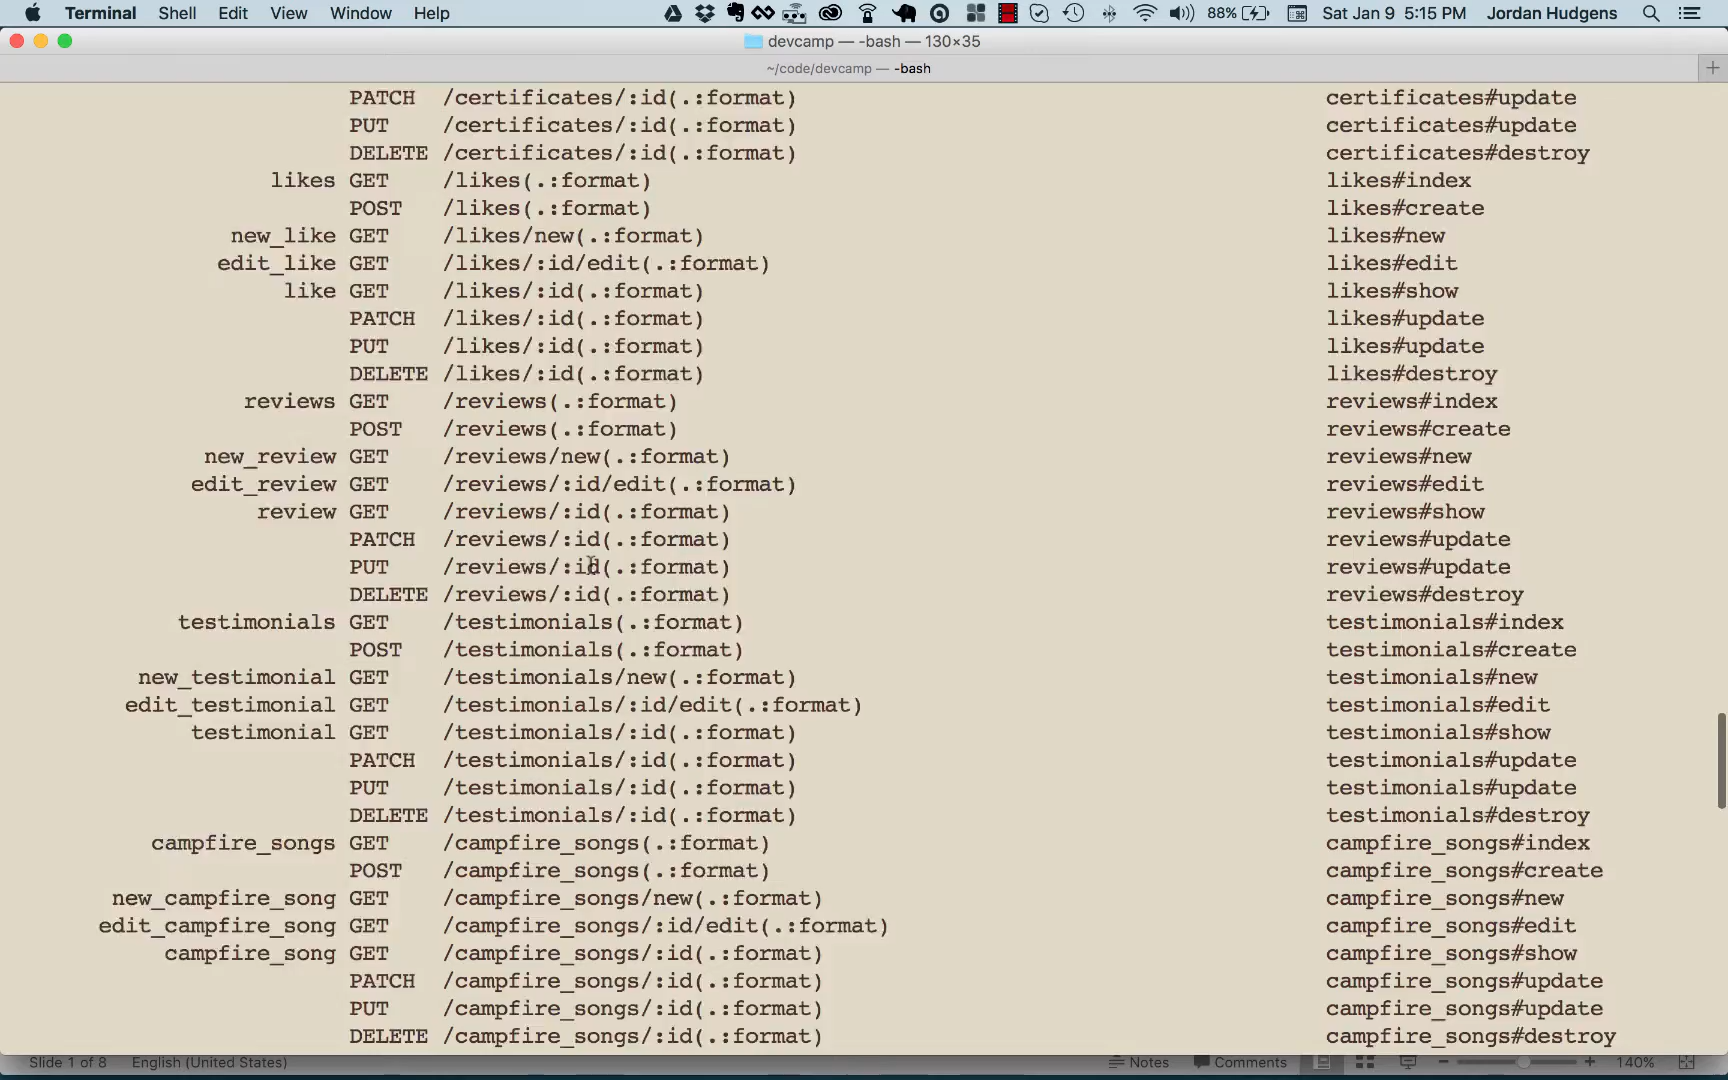 Terminal Shell Edit View Window Help 88% Sat Jan 9 5:15 PM Jordan Hudgens
devcamp — -bash — 130×35
~/code/devcamp — -bash
PATCH /certificates/:id(.:format) certificates#update
PUT /certificates/:id(.:format) certificates#update
DELETE /certificates/:id(.:format) certificates#destroy
likes GET /likes(.:format) likes#index
POST /likes(.:format) likes#create
new_like GET /likes/new(.:format) likes#new
edit_like GET /likes/:id/edit(.:format) likes#edit
like GET /likes/:id(.:format) likes#show
PATCH /likes/:id(.:format) likes#update
PUT /likes/:id(.:format) likes#update
DELETE /likes/:id(.:format) likes#destroy
reviews GET /reviews(.:format) reviews#index
POST /reviews(.:format) reviews#create
new_review GET /reviews/new(.:format) reviews#new
edit_review GET /reviews/:id/edit(.:format) reviews#edit
review GET /reviews/:id(.:format) reviews#show
PATCH /reviews/:id(.:format) reviews#update
PUT /reviews/:id(.:format) reviews#update
DELETE /reviews/:id(.:format) reviews#destroy
testimonials GET /testimonials(.:format) testimonials#index
POST /testimonials(.:format) testimonials#create
new_testimonial GET /testimonials/new(.:format) testimonials#new
edit_testimonial GET /testimonials/:id/edit(.:format) testimonials#edit
testimonial GET /testimonials/:id(.:format) testimonials#show
PATCH /testimonials/:id(.:format) testimonials#update
PUT /testimonials/:id(.:format) testimonials#update
DELETE /testimonials/:id(.:format) testimonials#destroy
campfire_songs GET /campfire_songs(.:format) campfire_songs#index
POST /campfire_songs(.:format) campfire_songs#create
new_campfire_song GET /campfire_songs/new(.:format) campfire_songs#new
edit_campfire_song GET /campfire_songs/:id/edit(.:format) campfire_songs#edit
campfire_song GET /campfire_songs/:id(.:format) campfire_songs#show
PATCH /campfire_songs/:id(.:format) campfire_songs#update
PUT /campfire_songs/:id(.:format) campfire_songs#update
DELETE /campfire_songs/:id(.:format) campfire_songs#destroy
Slide 1 of 8 English (United States) Notes Comments 140%